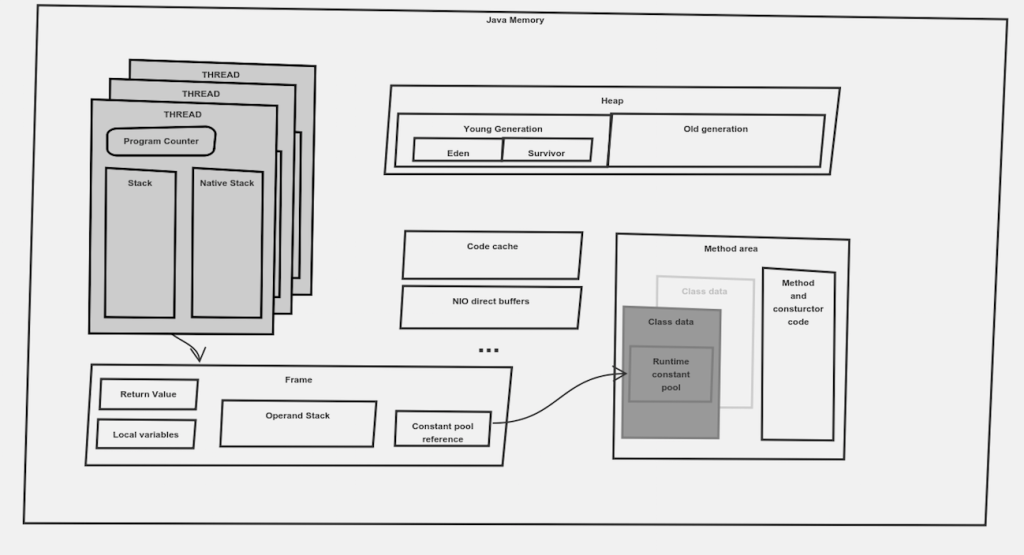 Java Memory
THREAD
THREAD
THREAD
Program Counter
Stack
Native Stack
Heap
Young Generation
Eden
Survivor
Old generation
Code cache
NIO direct buffers
...
Method area
Class data
Class data
Runtime
constant
pool
Method
and
consturctor
code
Frame
Return Value
Local variables
Operand Stack
Constant pool
reference